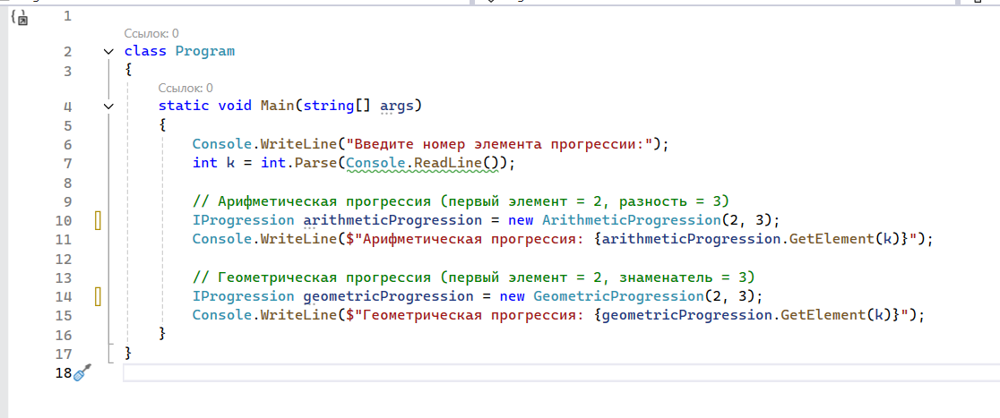 1
Ссылок: 0
2 class Program
3 {
Ссылок: 0
4 static void Main(string[] args)
5 {
6 Console.WriteLine("Введите номер элемента прогрессии:");
7 int k = int.Parse(Console.ReadLine());
8
9 // Арифметическая прогрессия (первый элемент = 2, разность = 3)
10 IProgression arithmeticProgression = new ArithmeticProgression(2, 3);
11 Console.WriteLine($"Арифметическая прогрессия: {arithmeticProgression.GetElement(k)}");
12
13 // Геометрическая прогрессия (первый элемент = 2, знаменатель = 3)
14 IProgression geometricProgression = new GeometricProgression(2, 3);
15 Console.WriteLine($"Геометрическая прогрессия: {geometricProgression.GetElement(k)}");
16 }
17 }
18